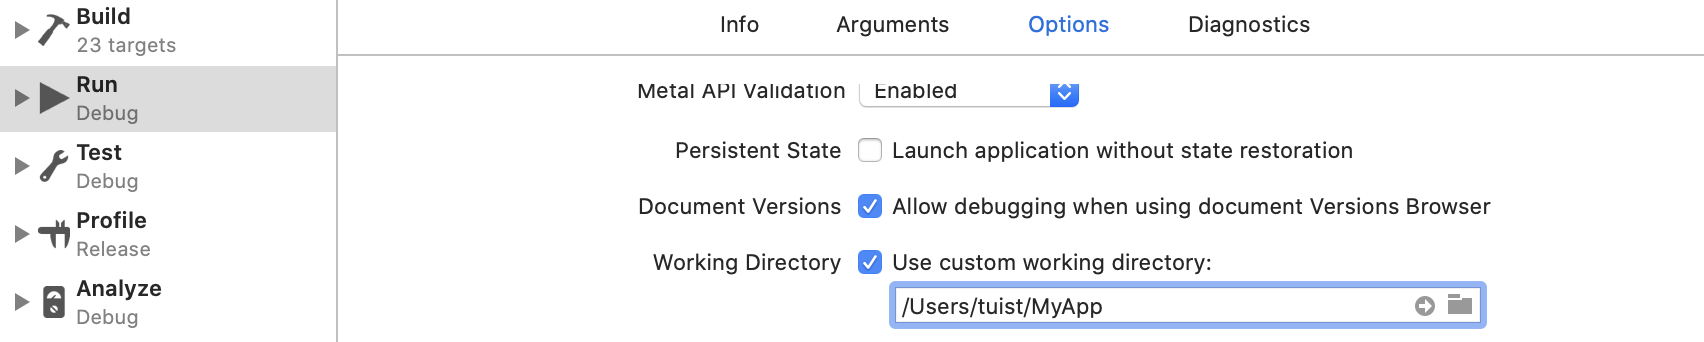 Build
23 targets
Run
Debug
Test
Debug
Profile
Release
Analyze
Debug
Info Arguments Options Diagnostics
Metal API Validation Enabled
Persistent State Launch application without state restoration
Document Versions Allow debugging when using document Versions Browser
Working Directory Use custom working directory:
/Users/tuist/MyApp